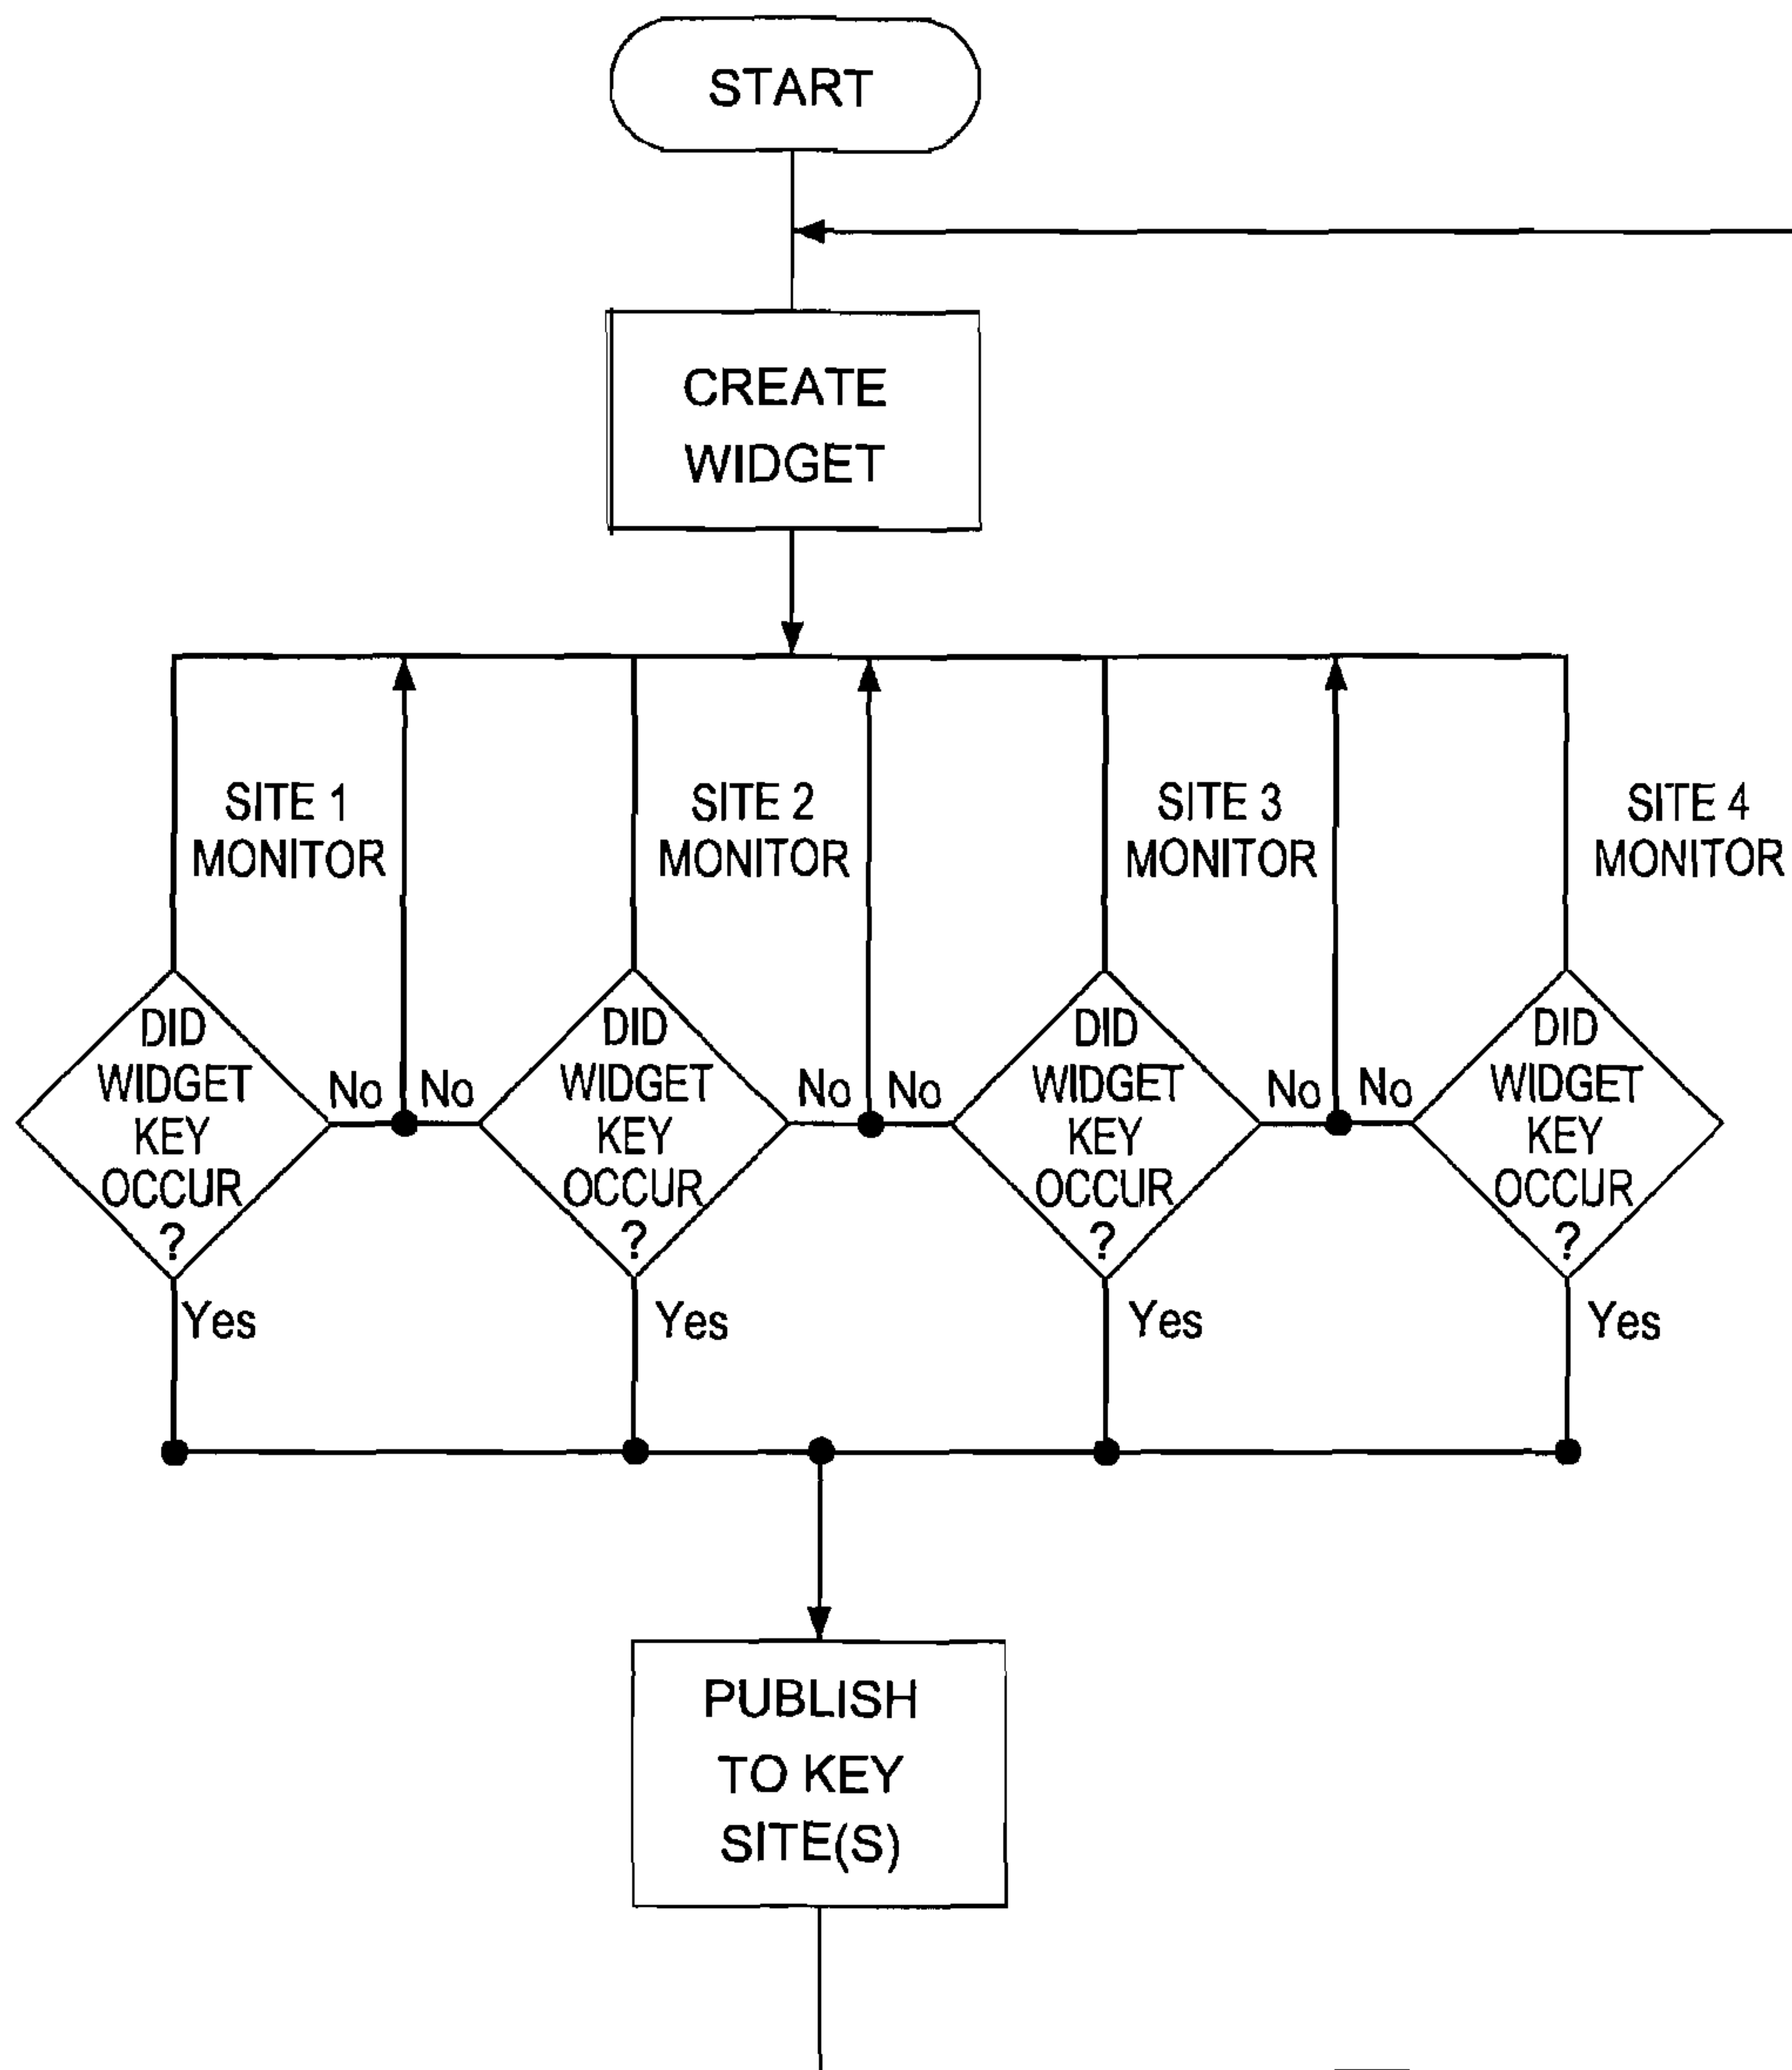 START
CREATE
WIDGET
SITE 1
MONITOR
SITE 2
MONITOR
SITE 3
MONITOR
SITE 4
MONITOR
DID
WIDGET
KEY
OCCUR
?
No
No
DID
WIDGET
KEY
OCCUR
?
No
No
DID
WIDGET
KEY
OCCUR
?
No
No
DID
WIDGET
KEY
OCCUR
?
Yes
Yes
Yes
Yes
PUBLISH
TO KEY
SITE(S)